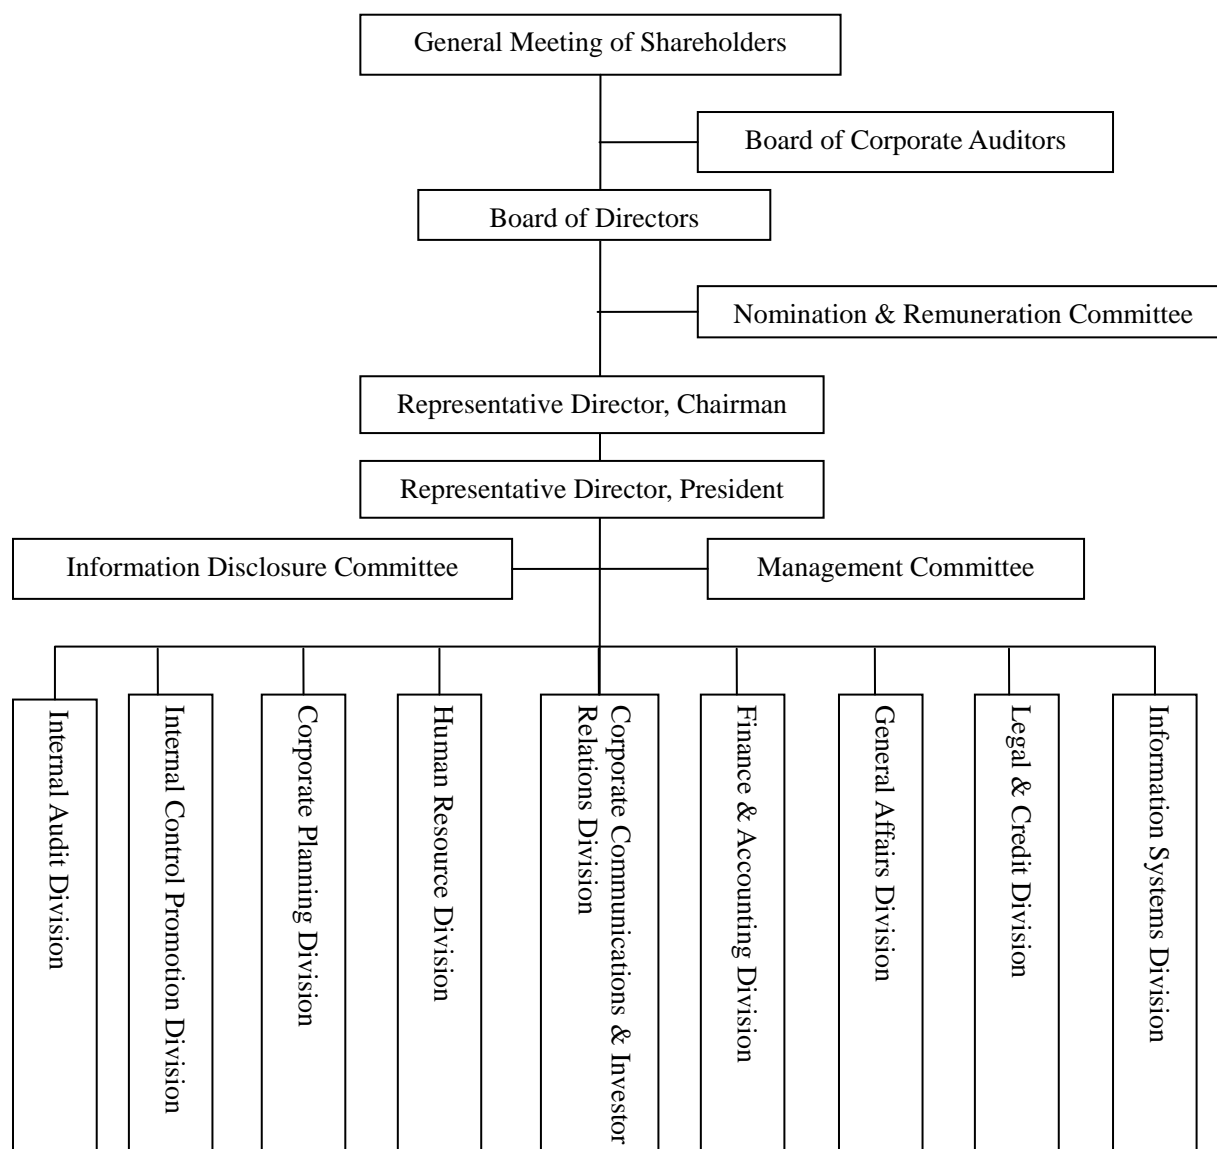 General Meeting of Shareholders
Board of Corporate Auditors
Board of Directors
Nomination & Remuneration Committee
Representative Director, Chairman
Representative Director, President
Information Disclosure Committee
Management Committee
Internal Audit Division
Internal Control Promotion Division
Corporate Planning Division
Human Resource Division
Corporate Communications & Investor
Relations Division
Finance & Accounting Division
General Affairs Division
Legal & Credit Division
Information Systems Division